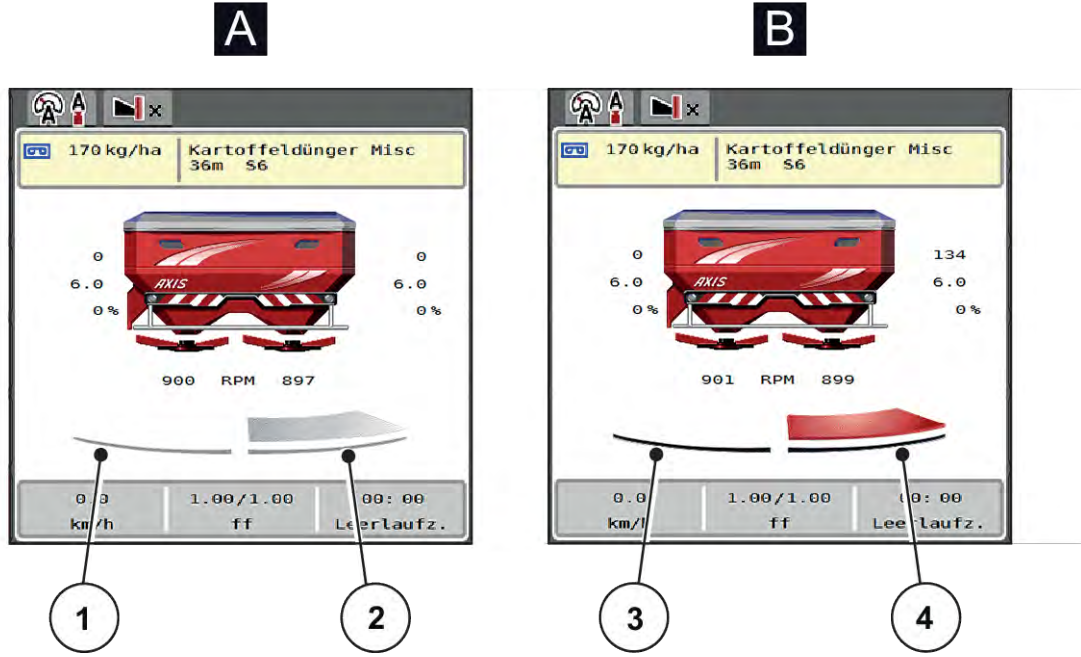 A
B
A A x
170 kg/ha Kartoffeldünger Misc
36m S6
0 0
6.0 AXIS 6.0
0% 0%
900 RPM 897
0.0 1.00/1.00 00:00
km/h ff Leerlaufz.
1 2
A A x
170 kg/ha Kartoffeldünger Misc
36m S6
0 134
6.0 AXIS 6.0
0% 0%
901 RPM 899
0.0 1.00/1.00 00:00
km/h ff Leerlaufz.
3 4